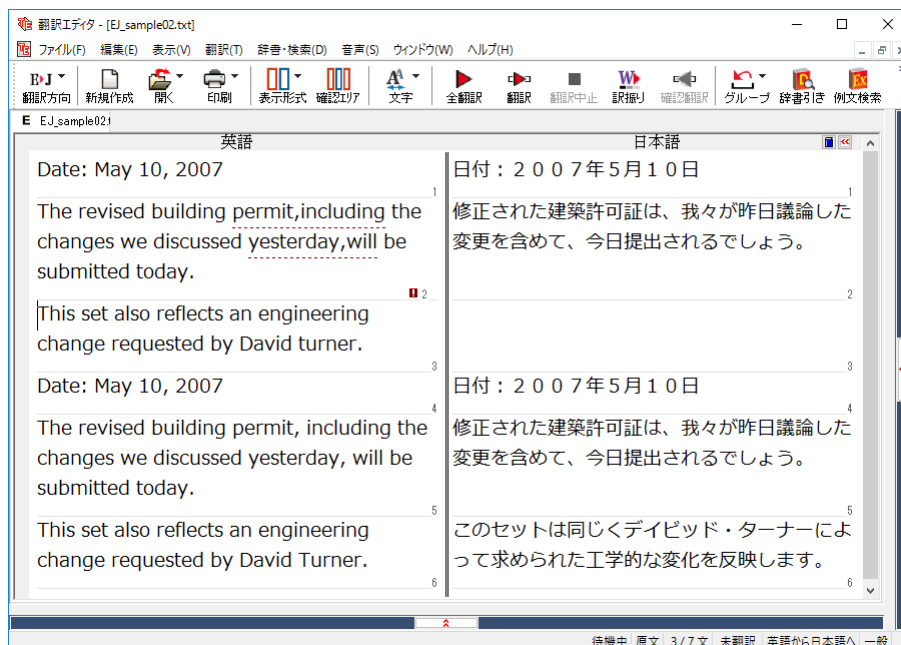 翻訳エディタ - [EJ_sample02.txt]
ファイル(F) 編集(E) 表示(V) 翻訳(T) 辞書・検索(D) 音声(S) ウィンドウ(W) ヘルプ(H)
E›J
翻訳方向 新規作成 開く 印刷 表示形式 確認エリア 文字 全翻訳 翻訳 翻訳中止 訳振り 確認翻訳 グループ 辞書引き 例文検索
E EJ_sample02.t
英語 日本語
Date: May 10, 2007
1
日付：２００７年５月１０日
1
The revised building permit,including the
changes we discussed yesterday,will be
submitted today.
2
修正された建築許可証は、我々が昨日議論した
変更を含めて、今日提出されるでしょう。
2
This set also reflects an engineering
change requested by David turner.
3
3
Date: May 10, 2007
4
日付：２００７年５月１０日
4
The revised building permit, including the
changes we discussed yesterday, will be
submitted today.
5
修正された建築許可証は、我々が昨日議論した
変更を含めて、今日提出されるでしょう。
5
This set also reflects an engineering
change requested by David Turner.
6
このセットは同じくデイビッド・ターナーによ
って求められた工学的な変化を反映します。
6
待機中 原文 3/7文 未翻訳 英語から日本語へ 一般